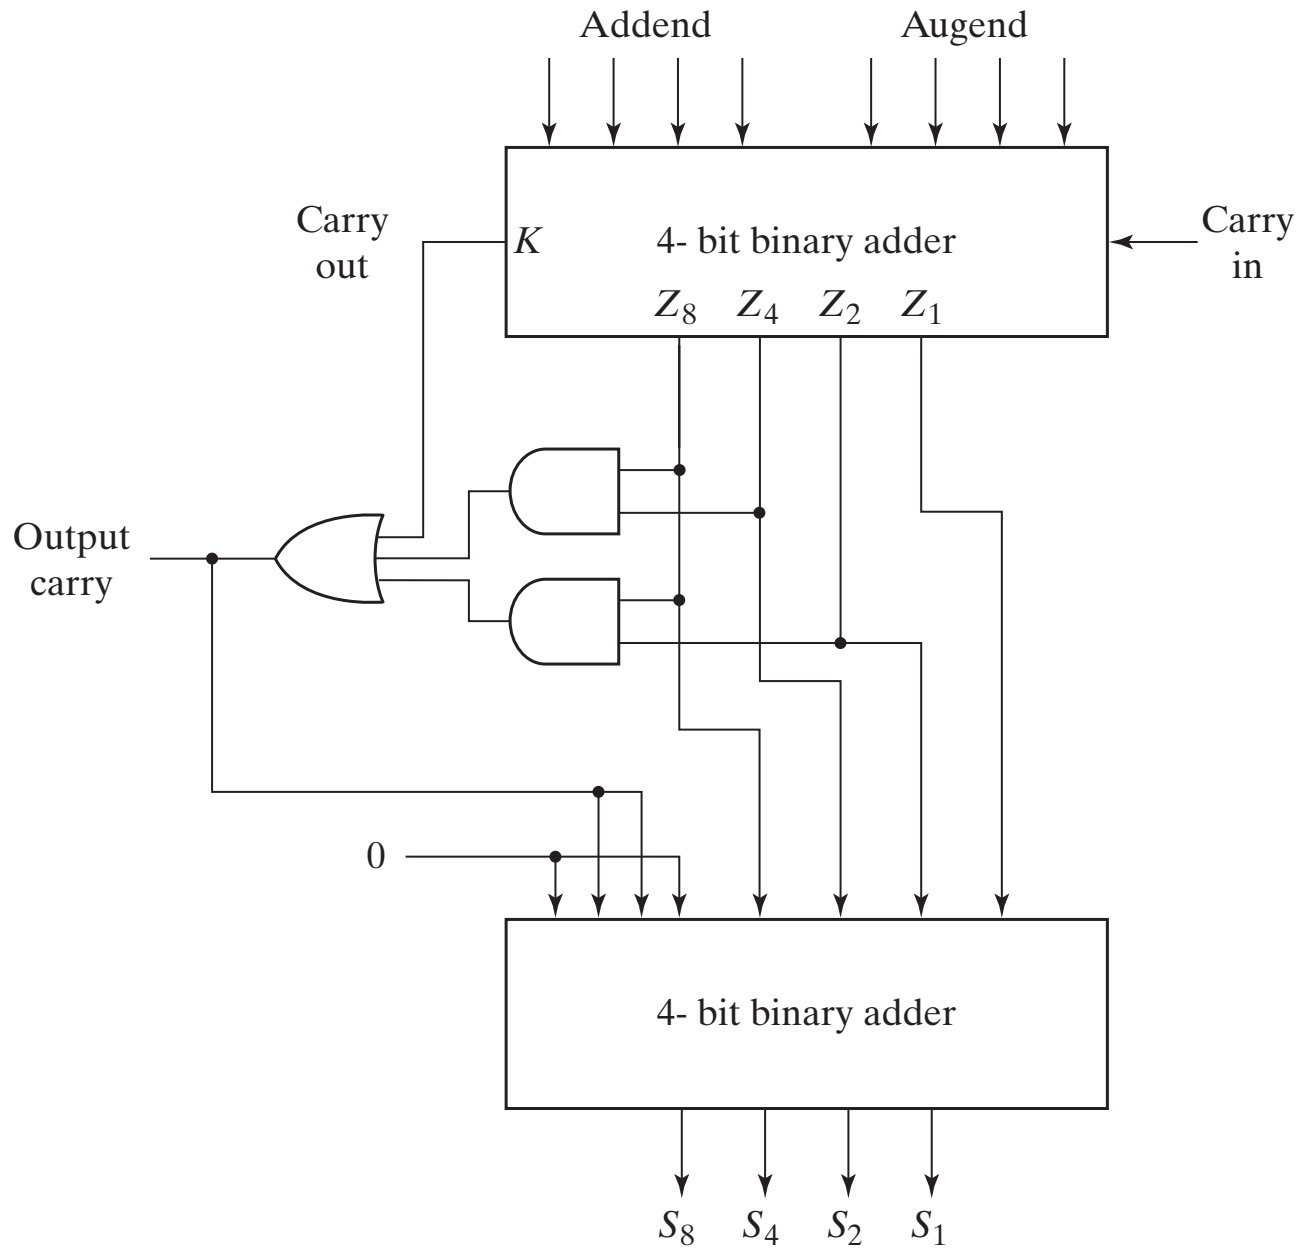 Addend
Augend
Carry
out
K
4- bit binary adder
Carry
in
Z8 Z4 Z2 Z1
Output
carry
0
4- bit binary adder
S8 S4 S2 S1